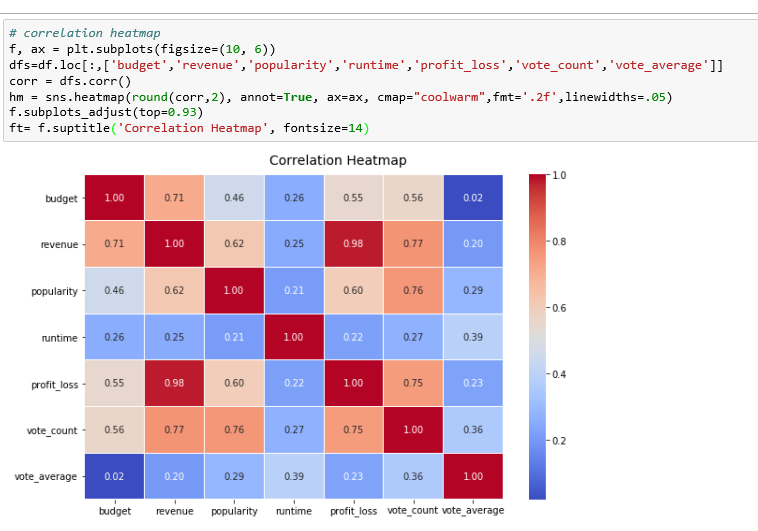 # correlation heatmap
f, ax = plt.subplots(figsize=(10, 6))
dfs=df.loc[:,['budget','revenue','popularity','runtime','profit_loss','vote_count','vote_average']]
corr = dfs.corr()
hm = sns.heatmap(round(corr,2), annot=True, ax=ax, cmap="coolwarm",fmt='.2f',linewidths=.05)
f.subplots_adjust(top=0.93)
ft= f.suptitle('Correlation Heatmap', fontsize=14)
Correlation Heatmap
budget 1.00 0.71 0.46 0.26 0.55 0.56 0.02
revenue 0.71 1.00 0.62 0.25 0.98 0.77 0.20
popularity 0.46 0.62 1.00 0.21 0.60 0.76 0.29
runtime 0.26 0.25 0.21 1.00 0.22 0.27 0.39
profit_loss 0.55 0.98 0.60 0.22 1.00 0.75 0.23
vote_count 0.56 0.77 0.76 0.27 0.75 1.00 0.36
vote_average 0.02 0.20 0.29 0.39 0.23 0.36 1.00
budget revenue popularity runtime profit_loss vote_count vote_average
1.0
0.8
0.6
0.4
0.2